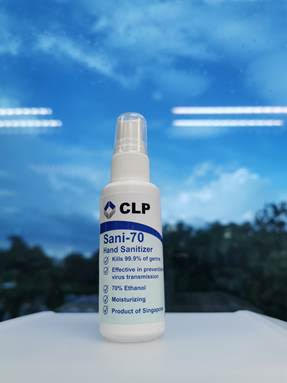 CLP
Sani-70
Hand Sanitizer
Kills 99.9% of germs
Effective in preventing
virus transmission
70% Ethanol
Moisturizing
Product of Singapore